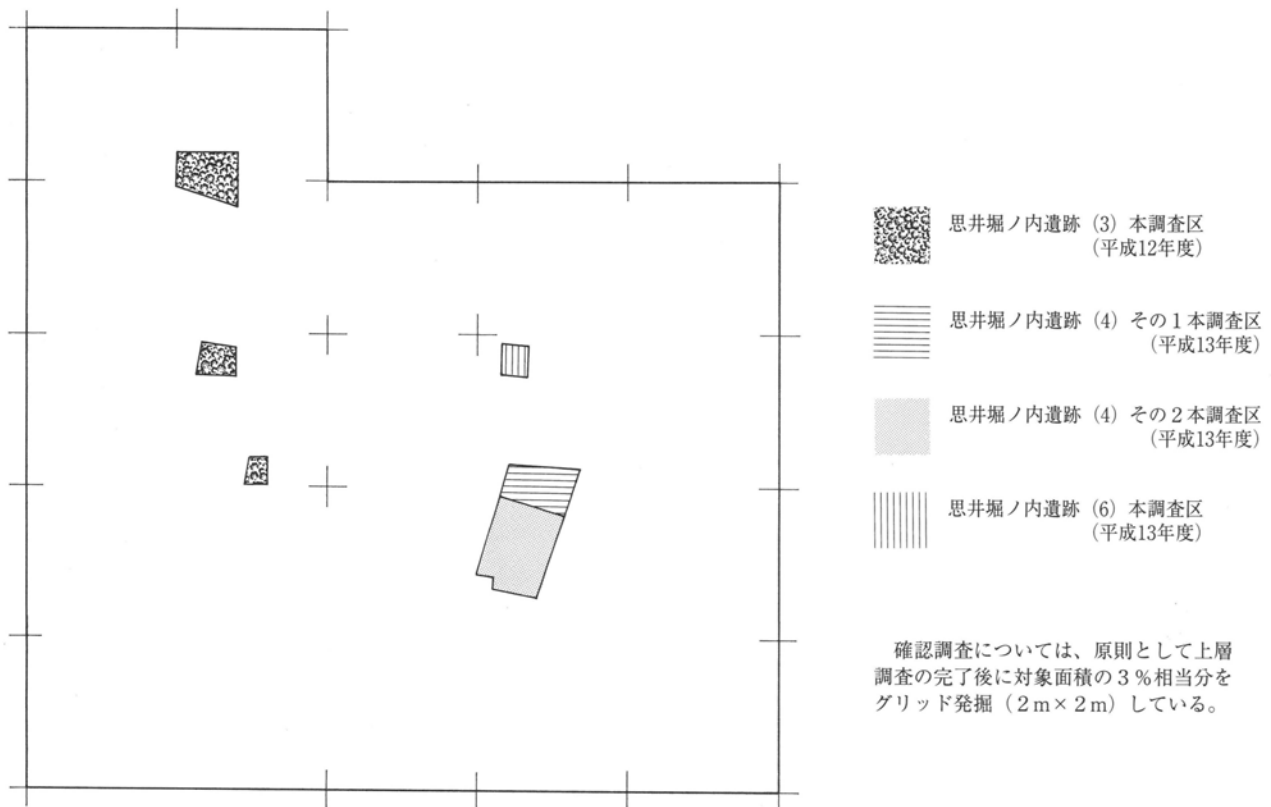 思井堀ノ内遺跡（3）本調査区
（平成12年度）
思井堀ノ内遺跡（4）その１本調査区
（平成13年度）
思井堀ノ内遺跡（4）その２本調査区
（平成13年度）
思井堀ノ内遺跡（6）本調査区
（平成13年度）
　確認調査については、原則として上層
調査の完了後に対象面積の３％相当分を
グリッド発掘（２ｍ×２ｍ）している。